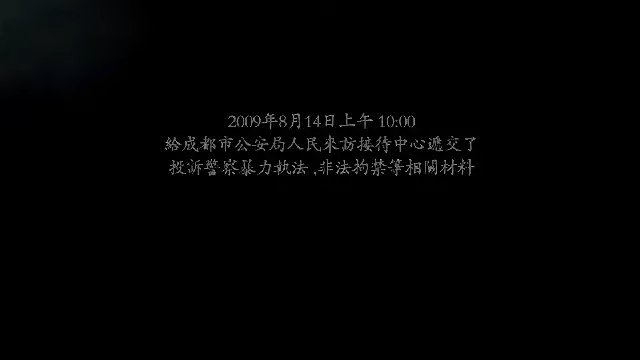 2009年8月14日上午 10:00
給成都市公安局人民來訪接待中心遞交了
投訴警察暴力執法,非法拘禁等相關材料